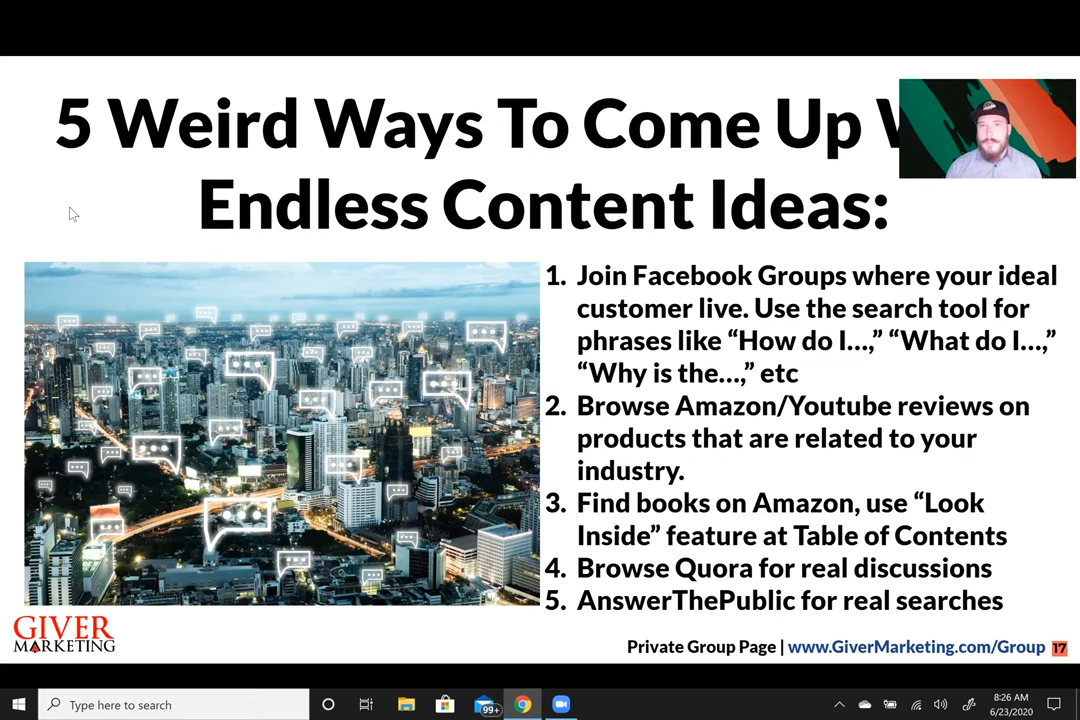 5 Weird Ways To Come Up
Endless Content Ideas:
1. Join Facebook Groups where your ideal
customer live. Use the search tool for
phrases like “How do I…,” “What do I…,”
“Why is the…,” etc
2. Browse Amazon/Youtube reviews on
products that are related to your
industry.
3. Find books on Amazon, use “Look
Inside” feature at Table of Contents
4. Browse Quora for real discussions
5. AnswerThePublic for real searches
GIVER
MARKETING
Private Group Page | www.GiverMarketing.com/Group 17
Type here to search
99+
8:26 AM
6/23/2020